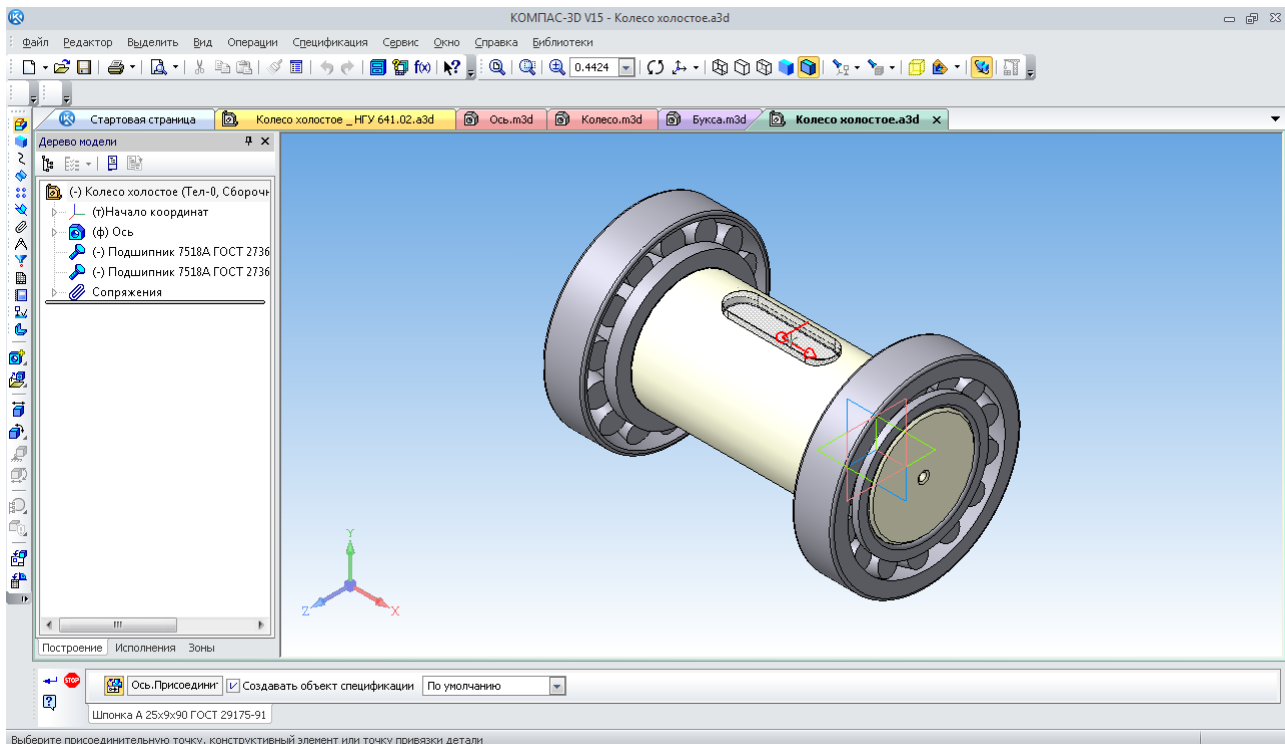 КОМПАС-3D V15 - Колесо холостое.a3d
Файл Редактор Выделить Вид Операции Спецификация Сервис Окно Справка Библиотеки
0.4424
Стартовая страница Колесо холостое _ НГУ 641.02.a3d Ось.m3d Колесо.m3d Букса.m3d Колесо холостое.a3d
Дерево модели
(-) Колесо холостое (Тел-0, Сборочн
(т)Начало координат
(ф) Ось
(-) Подшипник 7518А ГОСТ 2736
(-) Подшипник 7518А ГОСТ 2736
Сопряжения
Y
Z X
Построение Исполнения Зоны
STOP
Ось.Присоедини Создавать объект спецификации По умолчанию
Шпонка А 25x9x90 ГОСТ 29175-91
Выберите присоединительную точку, конструктивный элемент или точку привязки детали